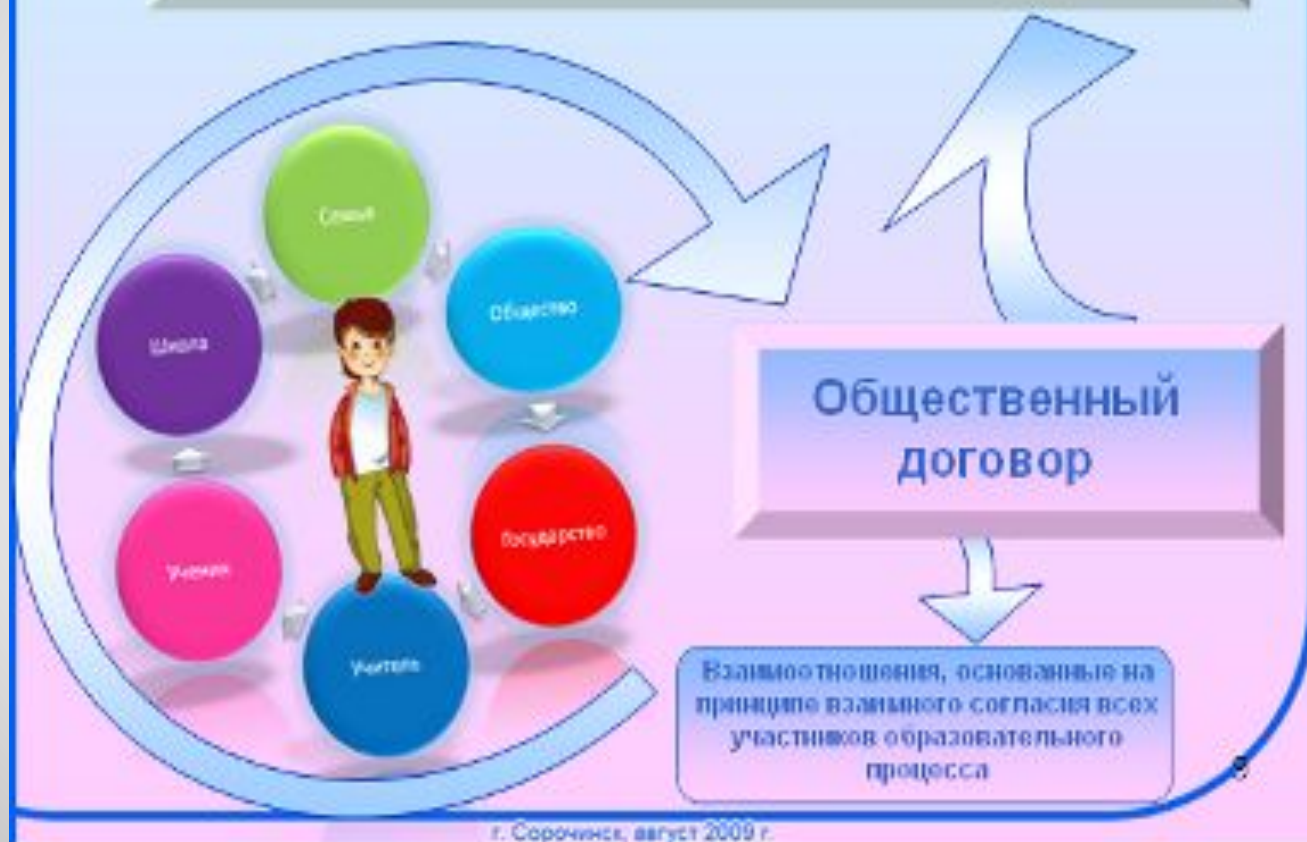 Семья
Общество
Школа
Государство
Ученик
Учитель
Общественный
договор
Взаимоотношения, основанные на
принципе взаимного согласия всех
участников образовательного
процесса
г. Сорочинск, август 2009 г.